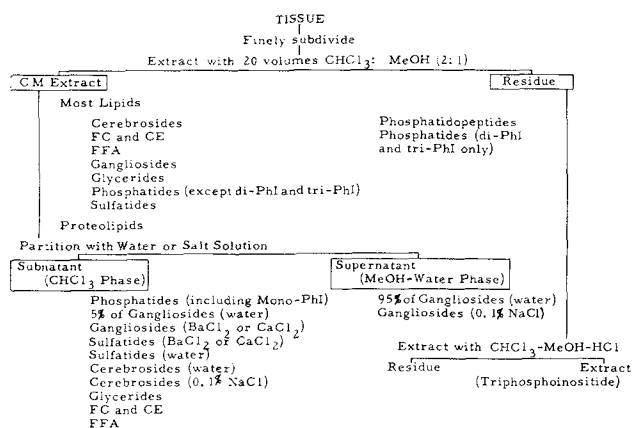 TISSUE
Finely subdivide
Extract with 20 volumes CHCl3: MeOH (2:1)
CM Extract
Residue
Most Lipids
Cerebrosides
FC and CE
FFA
Gangliosides
Glycerides
Phosphatides (except di-PhI and tri-PhI)
Sulfatides
Phosphatidopeptides
Phosphatides (di-PhI
and tri-PhI only)
Proteolipids
Partition with Water or Salt Solution
Subnatant
(CHCl3 Phase)
Supernatant
(MeOH-Water Phase)
Phosphatides (including Mono-PhI)
5% of Gangliosides (water)
Gangliosides (BaCl2 or CaCl2)
Sulfatides (BaCl2 or CaCl2)
Sulfatides (water)
Cerebrosides (water)
Cerebrosides (0.1% NaCl)
Glycerides
FC and CE
FFA
95% of Gangliosides (water)
Gangliosides (0.1% NaCl)
Extract with CHCl3-MeOH-HCl
Residue
Extract
(Triphosphoinositide)